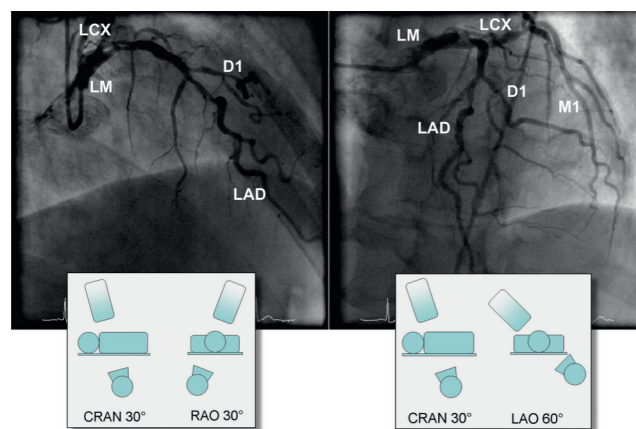 LCX
LM
D1
LAD
LCX
LM
D1
M1
LAD
CRAN 30°
RAO 30°
CRAN 30°
LAO 60°